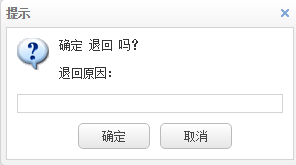 提示
确定 退回 吗?
退回原因:
确定
取消